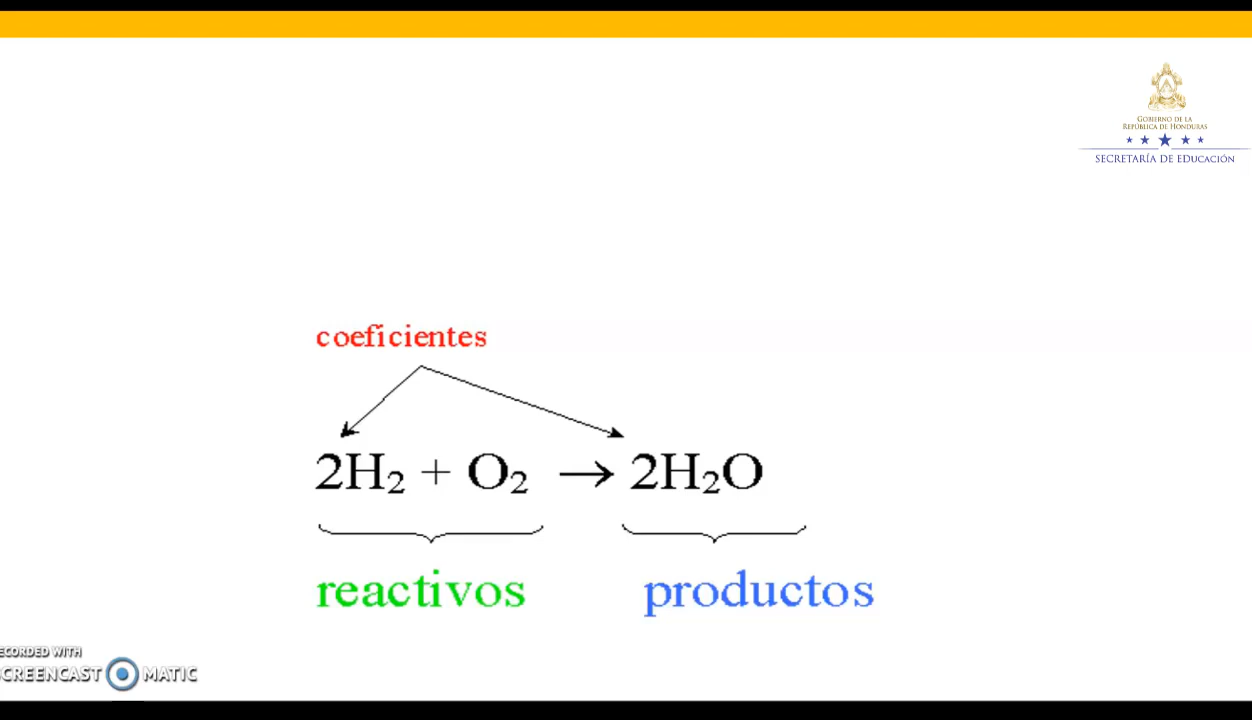 GOBIERNO DE LA
REPÚBLICA DE HONDURAS
SECRETARÍA DE EDUCACIÓN
coeficientes
2H₂ + O₂ → 2H₂O
reactivos productos
RECORDED WITH
SCREENCAST MATIC